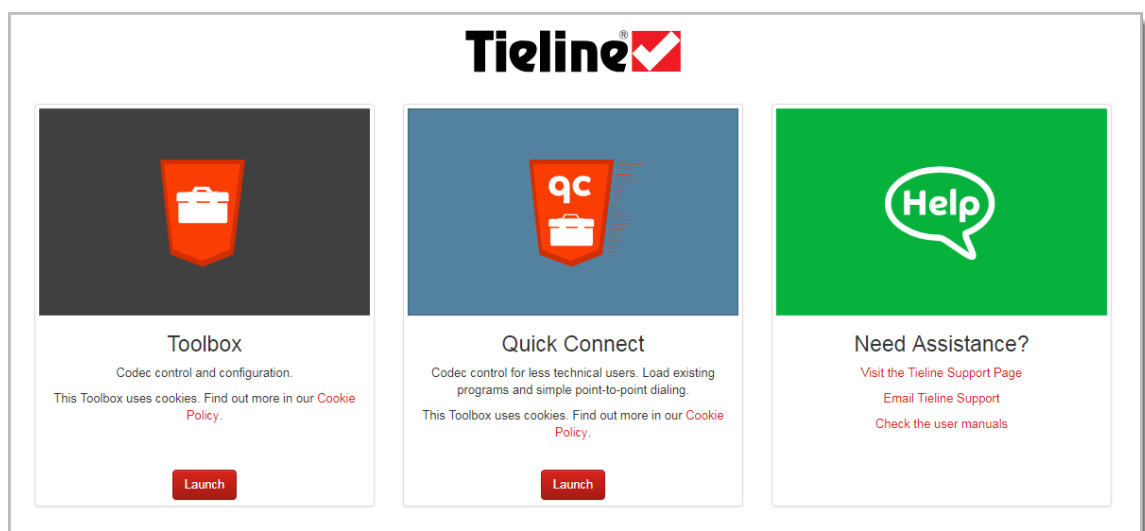 Tieline®
qc
Help
Toolbox
Codec control and configuration.
This Toolbox uses cookies. Find out more in our Cookie
Policy.
Launch
Quick Connect
Codec control for less technical users. Load existing
programs and simple point-to-point dialing.
This Toolbox uses cookies. Find out more in our Cookie
Policy.
Launch
Need Assistance?
Visit the Tieline Support Page
Email Tieline Support
Check the user manuals